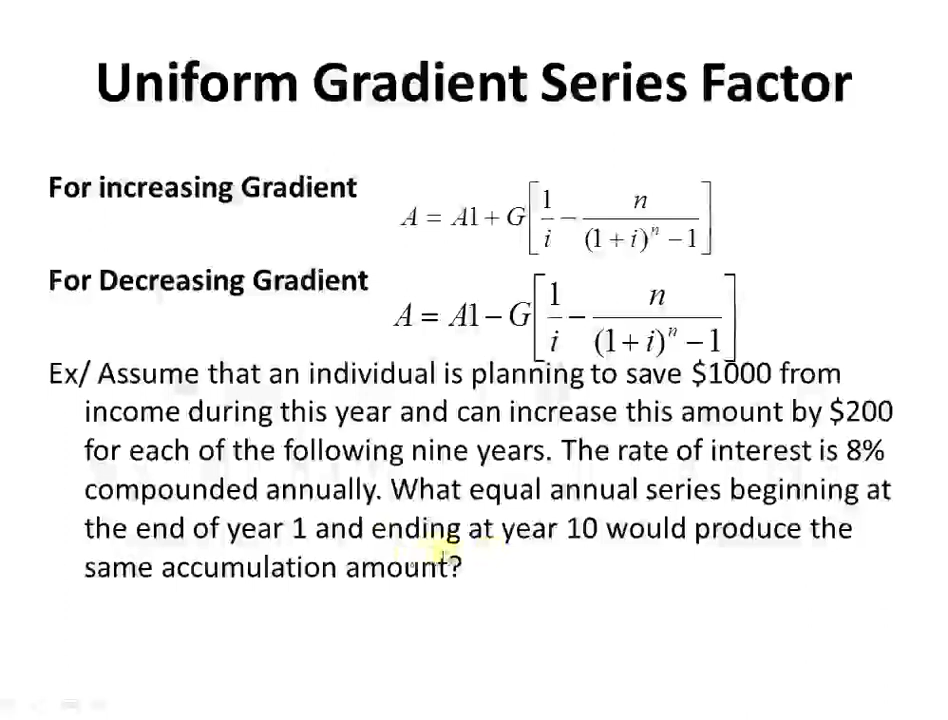 Uniform Gradient Series Factor
For increasing Gradient
A = A1 + G[1/i − n/((1 + i)^n − 1)]
For Decreasing Gradient
A = A1 − G[1/i − n/((1 + i)^n − 1)]
Ex/ Assume that an individual is planning to save $1000 from
income during this year and can increase this amount by $200
for each of the following nine years. The rate of interest is 8%
compounded annually. What equal annual series beginning at
the end of year 1 and ending at year 10 would produce the
same accumulation amount?